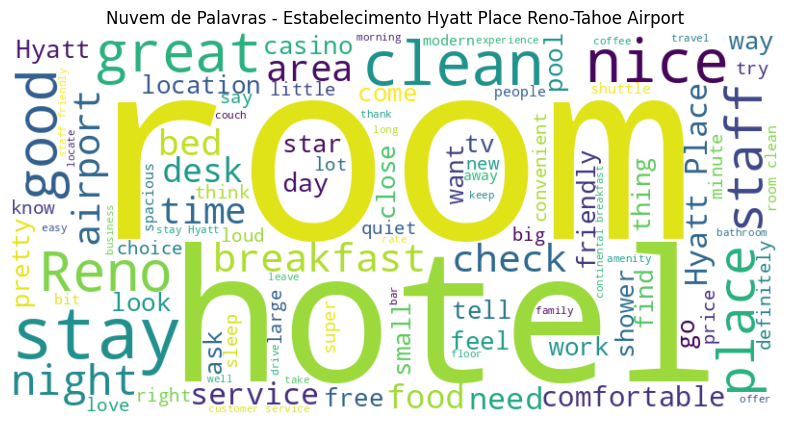 Nuvem de Palavras - Estabelecimento Hyatt Place Reno-Tahoe Airport
Hyatt
great
casino
morning
modern
experience
travel
coffee
way
area
clean
pool
nice
try
staff friendly
locate
good
airport
location
little
come
people
shuttle
say
couch
thank
long
room
bed
star
tv
want
new
away
lot
day
keep
close
convenient
friendly
continental breakfast
thing
Hyatt Place
minute
staff
room clean
desk
spacious
think
time
know
easy
business
stay Hyatt
quiet
loud
rate
big
bathroom
pretty
choice
Reno
breakfast
check
amenity
leave
bit
look
hotel
stay
large
super
bar
small
tell
family
feel
shower
find
go
price
place
definitely
ask
sleep
drive
floor
work
night
well
take
love
right
service
free
food
need
comfortable
offer
customer service